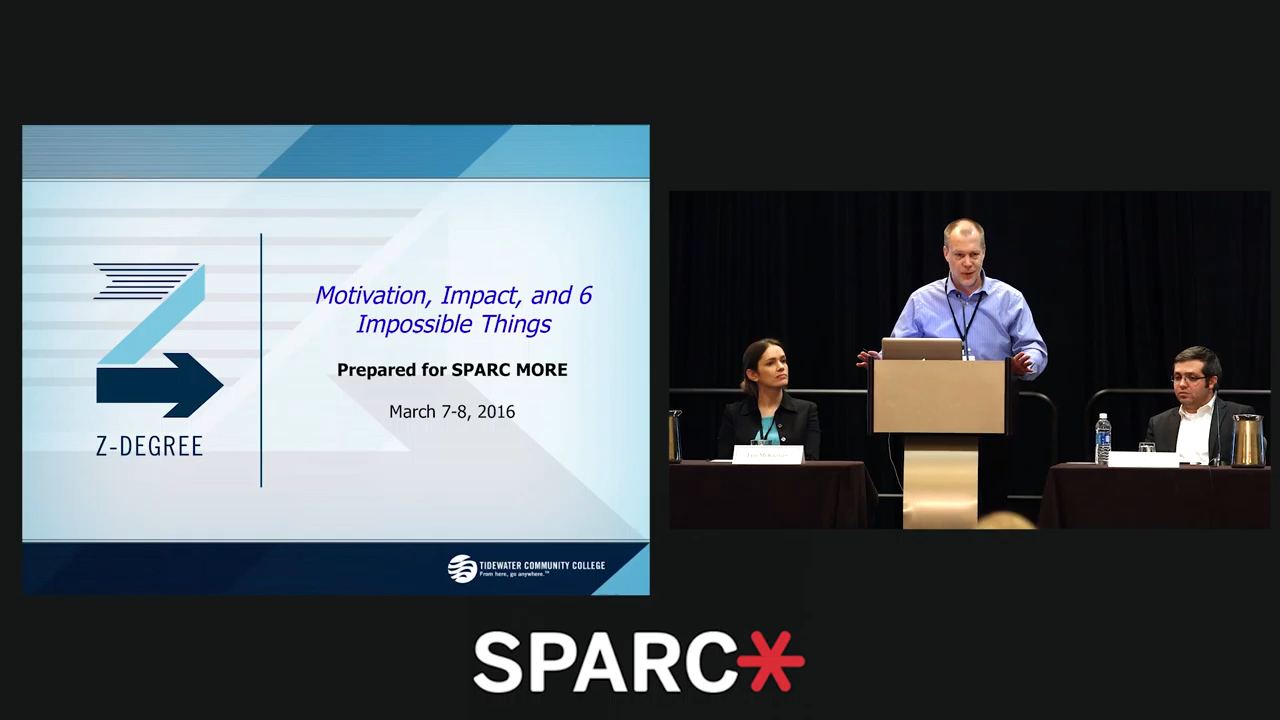 Motivation, Impact, and 6
Impossible Things
Prepared for SPARC MORE
March 7-8, 2016
Z-DEGREE
TIDEWATER COMMUNITY COLLEGE
From here, go anywhere.™
SPARC